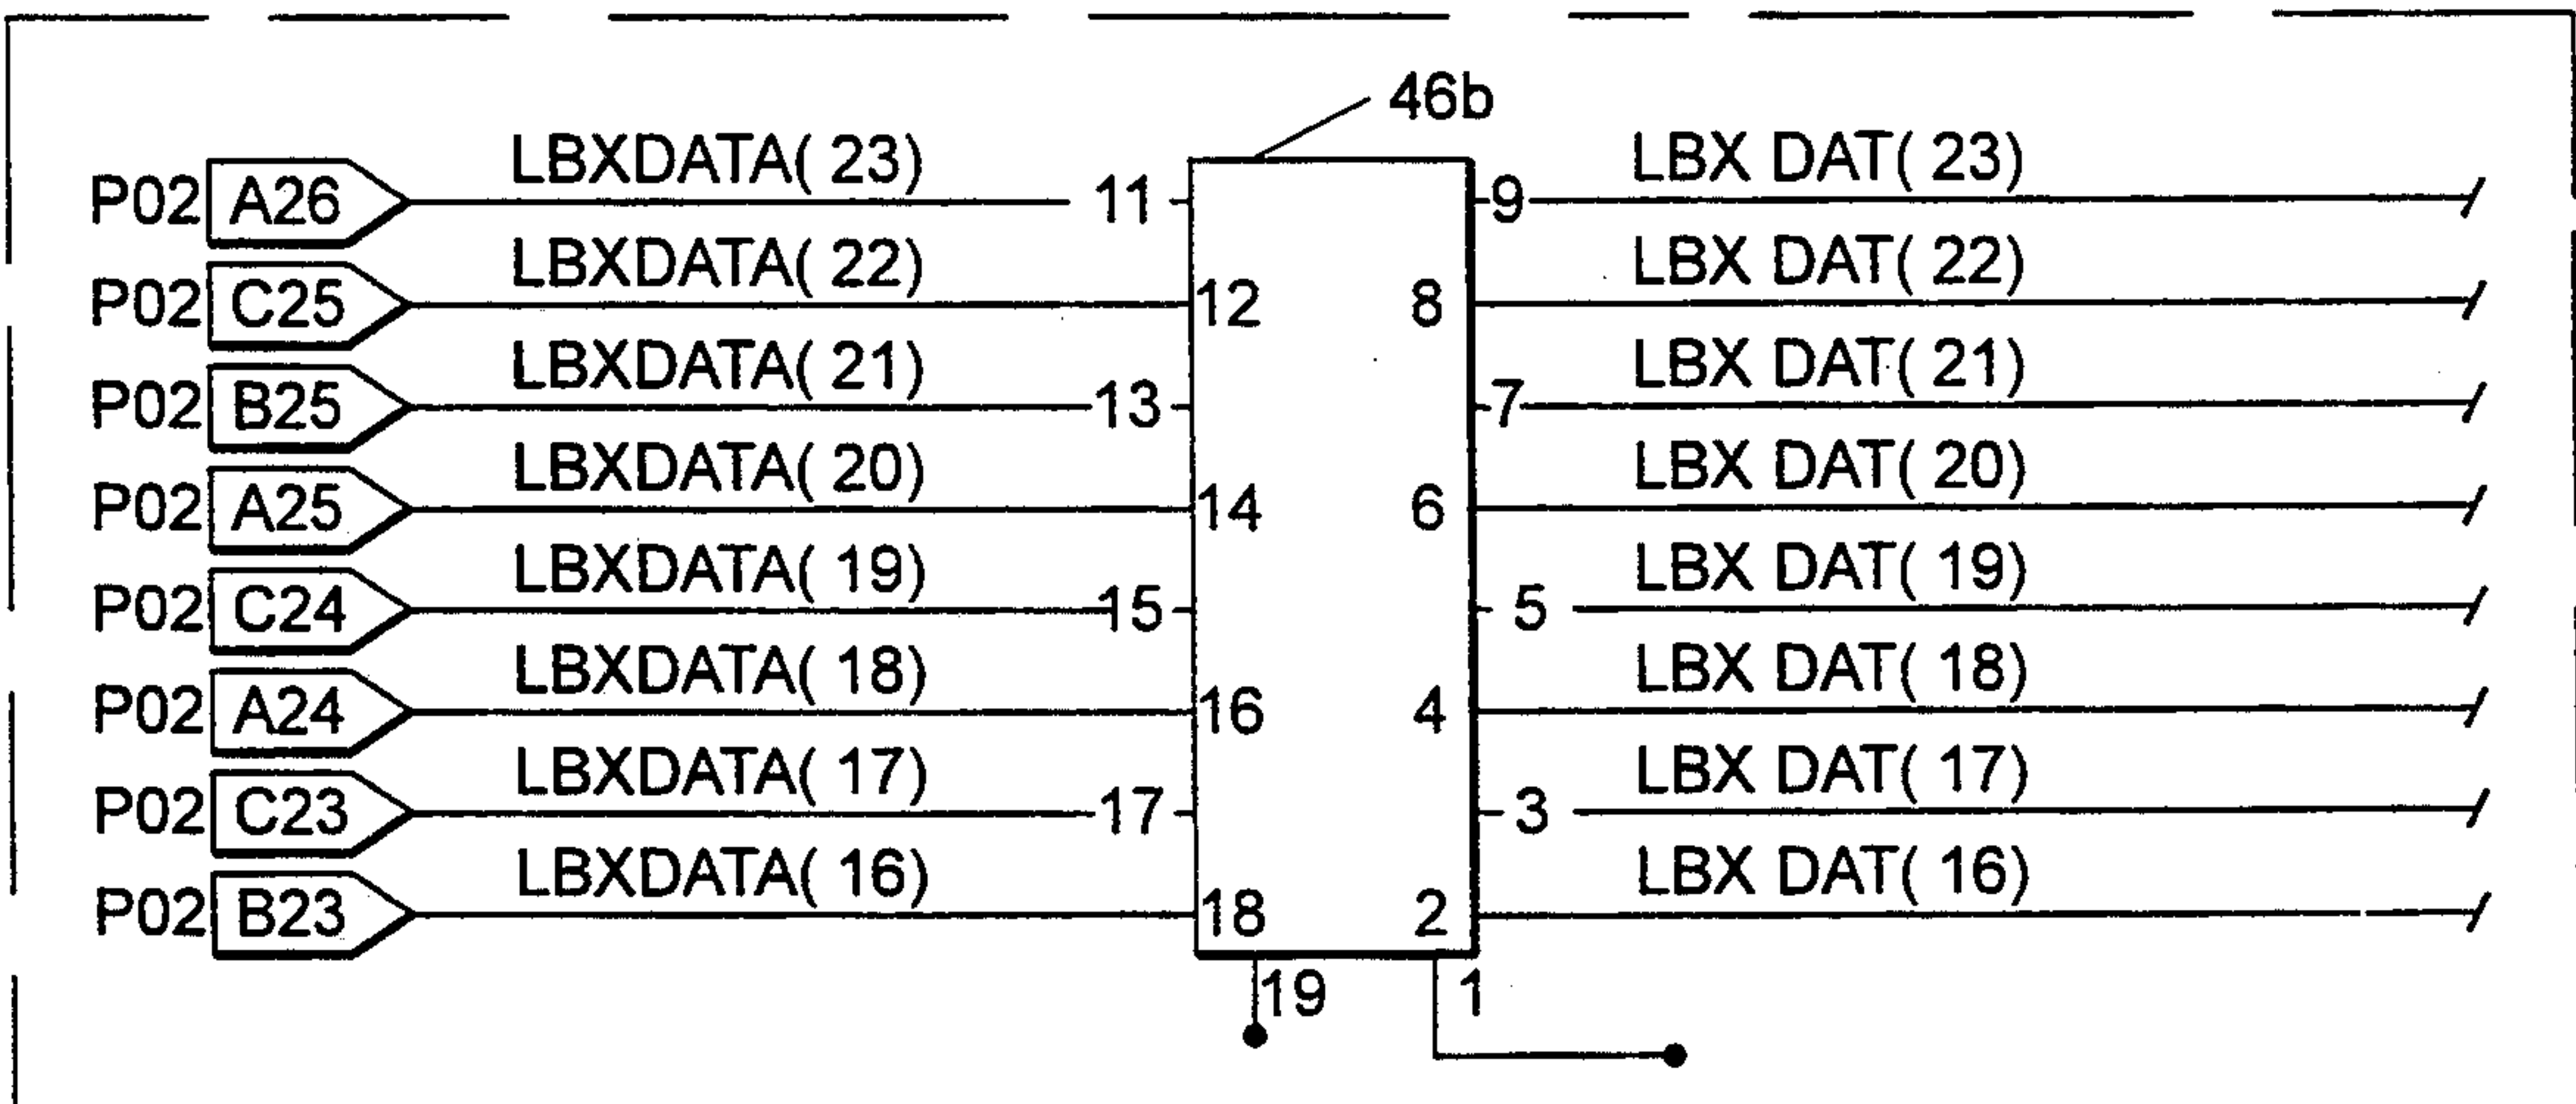 46b
P02 A26 LBXDATA( 23) 11 9 LBX DAT( 23)
P02 C25 LBXDATA( 22) 12 8 LBX DAT( 22)
P02 B25 LBXDATA( 21) 13 7 LBX DAT( 21)
P02 A25 LBXDATA( 20) 14 6 LBX DAT( 20)
P02 C24 LBXDATA( 19) 15 5 LBX DAT( 19)
P02 A24 LBXDATA( 18) 16 4 LBX DAT( 18)
P02 C23 LBXDATA( 17) 17 3 LBX DAT( 17)
P02 B23 LBXDATA( 16) 18 2 LBX DAT( 16)
19 1